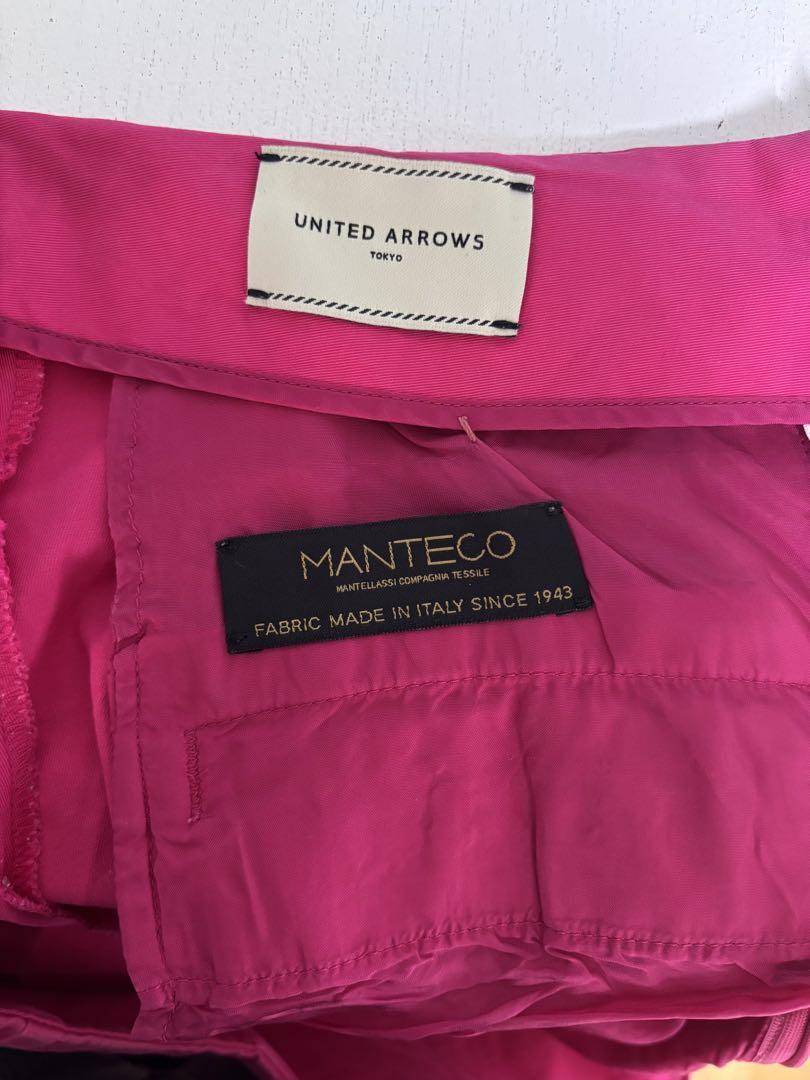 UNITED ARROWS
TOKYO
MANTECO
MANTELLASSI COMPAGNIA TESSILE
FABRIC MADE IN ITALY SINCE 1943